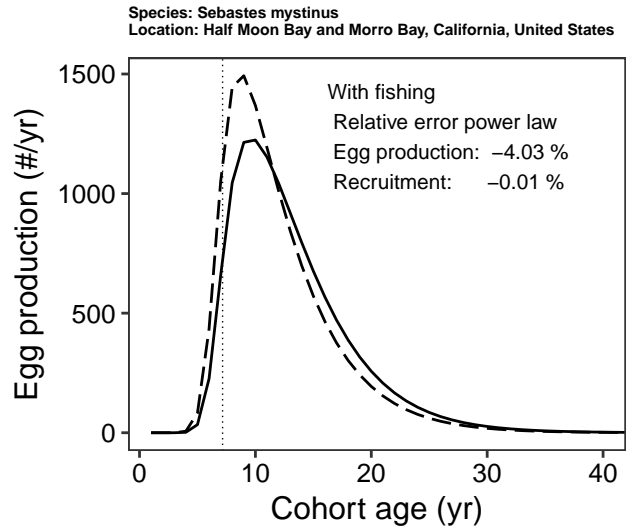 Species: Sebastes mystinus
Location: Half Moon Bay and Morro Bay, California, United States
With fishing
Relative error power law
Egg production: −4.03 %
Recruitment: −0.01 %
Egg production (#/yr)
1500
1000
500
0
0 10 20 30 40
Cohort age (yr)